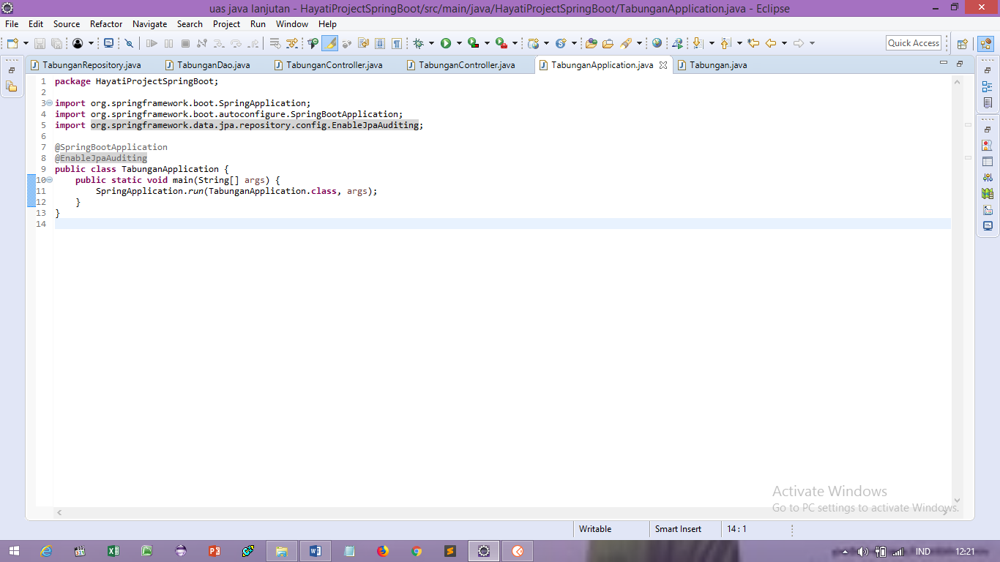 uas java lanjutan - HayatiProjectSpringBoot/src/main/java/HayatiProjectSpringBoot/TabunganApplication.java - Eclipse
File Edit Source Refactor Navigate Search Project Run Window Help
Quick Access
TabunganRepository.java TabunganDao.java TabunganController.java TabunganController.java TabunganApplication.java Tabungan.java
1 package HayatiProjectSpringBoot;
2
3 import org.springframework.boot.SpringApplication;
4 import org.springframework.boot.autoconfigure.SpringBootApplication;
5 import org.springframework.data.jpa.repository.config.EnableJpaAuditing;
6
7 @SpringBootApplication
8 @EnableJpaAuditing
9 public class TabunganApplication {
10 public static void main(String[] args) {
11 SpringApplication.run(TabunganApplication.class, args);
12 }
13 }
14
Activate Windows
Go to PC settings to activate Windows.
Writable Smart Insert 14 : 1
IND 12:21